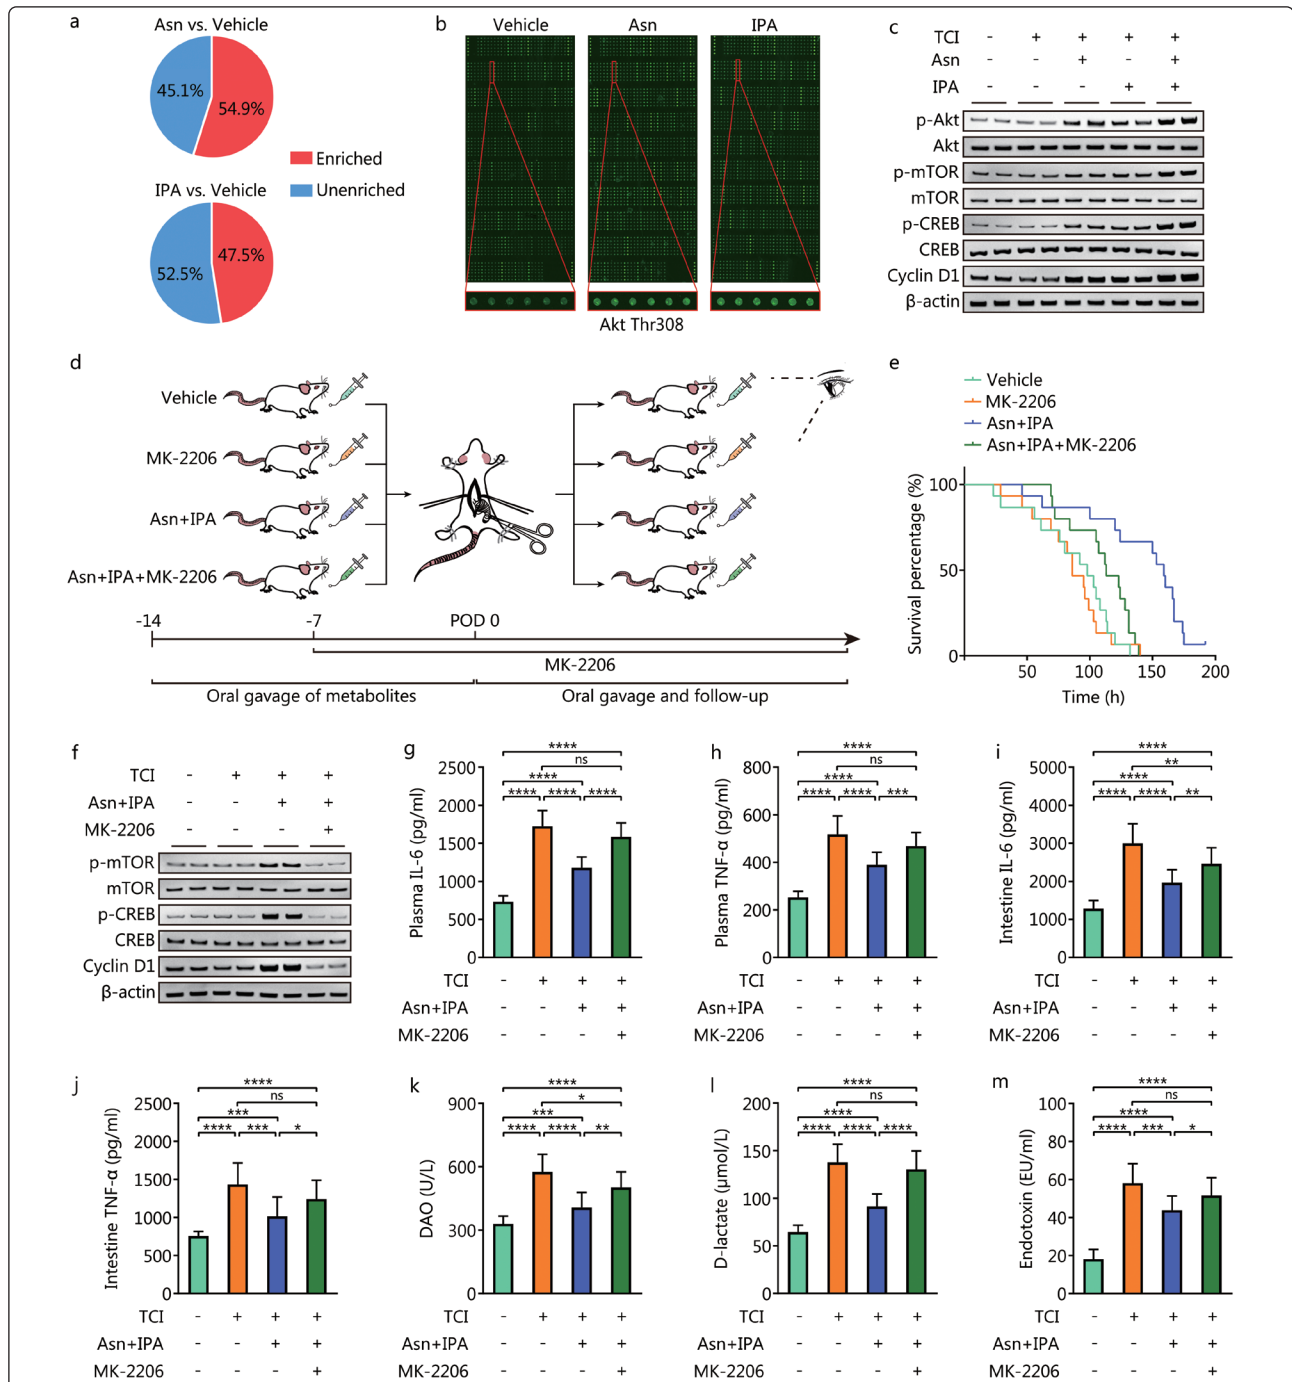 a
Asn vs. Vehicle
45.1%
54.9%
Enriched
Unenriched
IPA vs. Vehicle
52.5%
47.5%
b
Vehicle Asn IPA
Akt Thr308
c
TCI - + + + +
Asn - - + - +
IPA - - - + +
p-Akt
Akt
p-mTOR
mTOR
p-CREB
CREB
Cyclin D1
β-actin
d
Vehicle
MK-2206
Asn+IPA
Asn+IPA+MK-2206
-14 -7 POD 0
MK-2206
Oral gavage of metabolites Oral gavage and follow-up
e
Vehicle
MK-2206
Asn+IPA
Asn+IPA+MK-2206
Survival percentage (%)
100
50
0
50 100 150 200
Time (h)
f
TCI - + + +
Asn+IPA - - + +
MK-2206 - - - +
p-mTOR
mTOR
p-CREB
CREB
Cyclin D1
β-actin
g
Plasma IL-6 (pg/ml)
2500
2000
1500
1000
500
0
****
ns
****
**** **** ****
TCI - + + +
Asn+IPA - - + +
MK-2206 - - - +
h
Plasma TNF-α (pg/ml)
800
600
400
200
0
****
ns
****
**** **** ***
TCI - + + +
Asn+IPA - - + +
MK-2206 - - - +
i
Intestine IL-6 (pg/ml)
5000
4000
3000
2000
1000
0
****
**
****
**** **** **
TCI - + + +
Asn+IPA - - + +
MK-2206 - - - +
j
Intestine TNF-α (pg/ml)
2500
2000
1500
1000
500
0
****
ns
***
**** *** *
TCI - + + +
Asn+IPA - - + +
MK-2206 - - - +
k
DAO (U/L)
900
600
300
0
****
*
***
**** **** **
TCI - + + +
Asn+IPA - - + +
MK-2206 - - - +
l
D-lactate (μmol/L)
200
150
100
50
0
****
ns
****
**** **** ****
TCI - + + +
Asn+IPA - - + +
MK-2206 - - - +
m
Endotoxin (EU/ml)
100
80
60
40
20
0
****
ns
****
**** *** *
TCI - + + +
Asn+IPA - - + +
MK-2206 - - - +